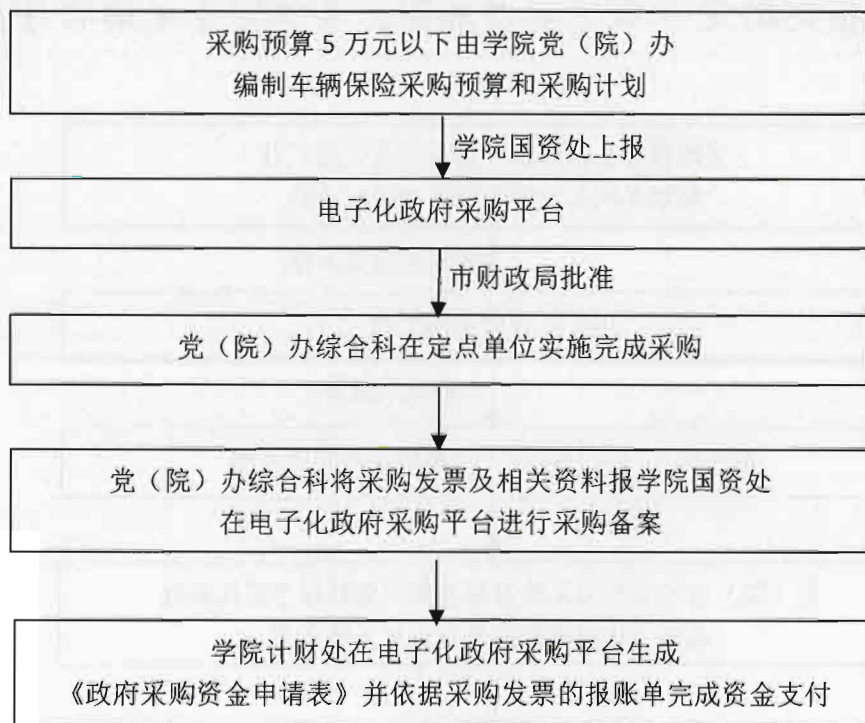 采购预算 5 万元以下由学院党（院）办
编制车辆保险采购预算和采购计划
学院国资处上报
电子化政府采购平台
市财政局批准
党（院）办综合科在定点单位实施完成采购
党（院）办综合科将采购发票及相关资料报学院国资处
在电子化政府采购平台进行采购备案
学院计财处在电子化政府采购平台生成
《政府采购资金申请表》并依据采购发票的报账单完成资金支付